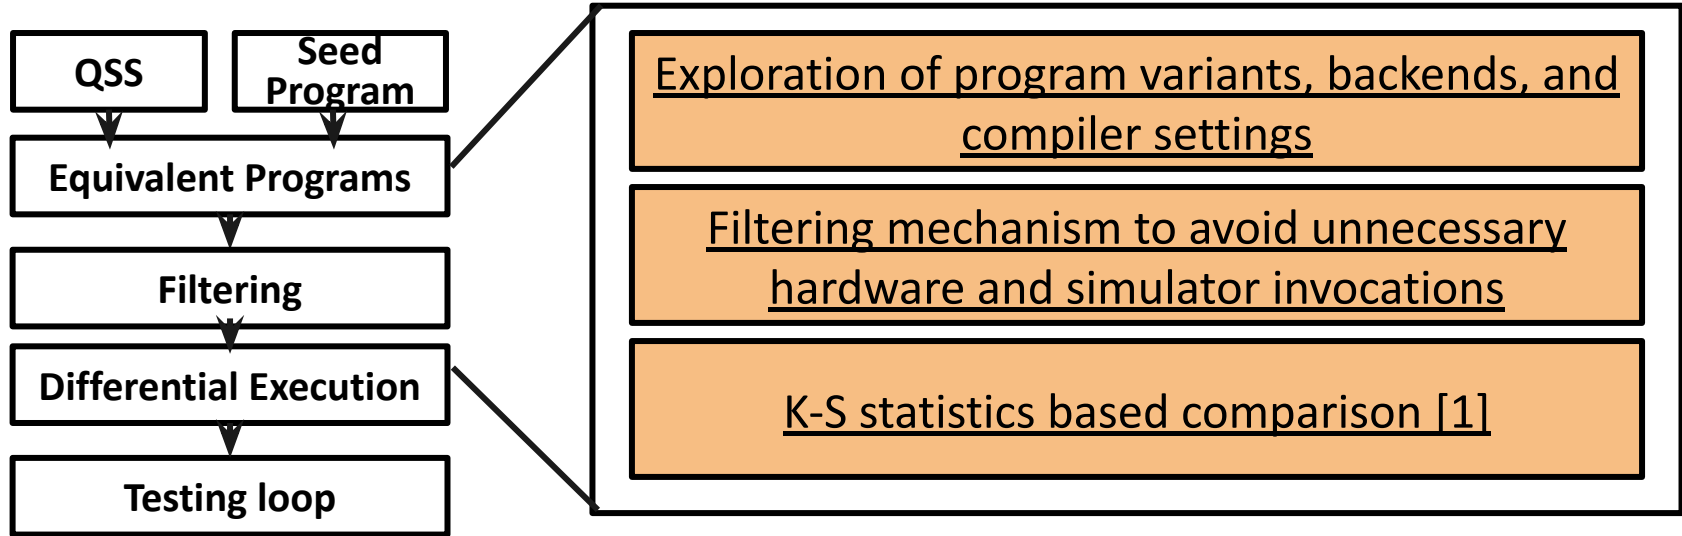 QSS
Seed
Program
Equivalent Programs
Filtering
Differential Execution
Testing loop
Exploration of program variants, backends, and
compiler settings
Filtering mechanism to avoid unnecessary
hardware and simulator invocations
K-S statistics based comparison [1]